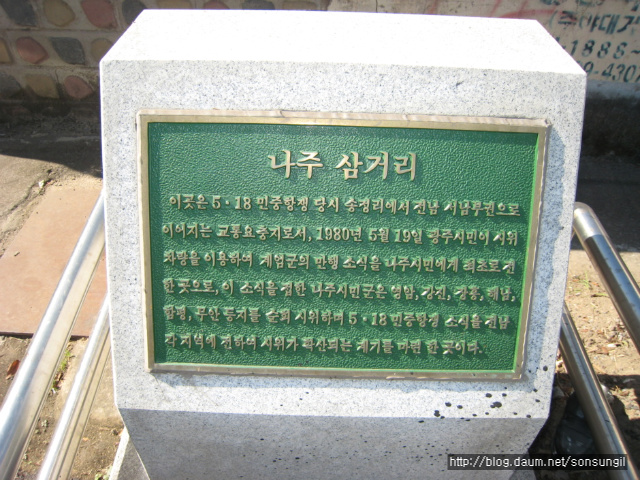 나주 삼거리
이곳은 5·18 민중항쟁 당시 송정리에서 전남 서남부권으로
이어지는 교통요충지로서, 1980년 5월 19일 광주시민이 시위
차량을 이용하여 계엄군의 만행 소식을 나주시민에게 최초로 전
한 곳으로, 이 소식을 접한 나주시민군은 영암, 강진, 장흥, 해남,
함평, 무안 등지를 순회 시위하며 5·18 민중항쟁 소식을 전남
각 지역에 전하여 시위가 확산되는 계기를 마련한 곳이다.
1888
9-430
http://blog.daum.net/sonsungil